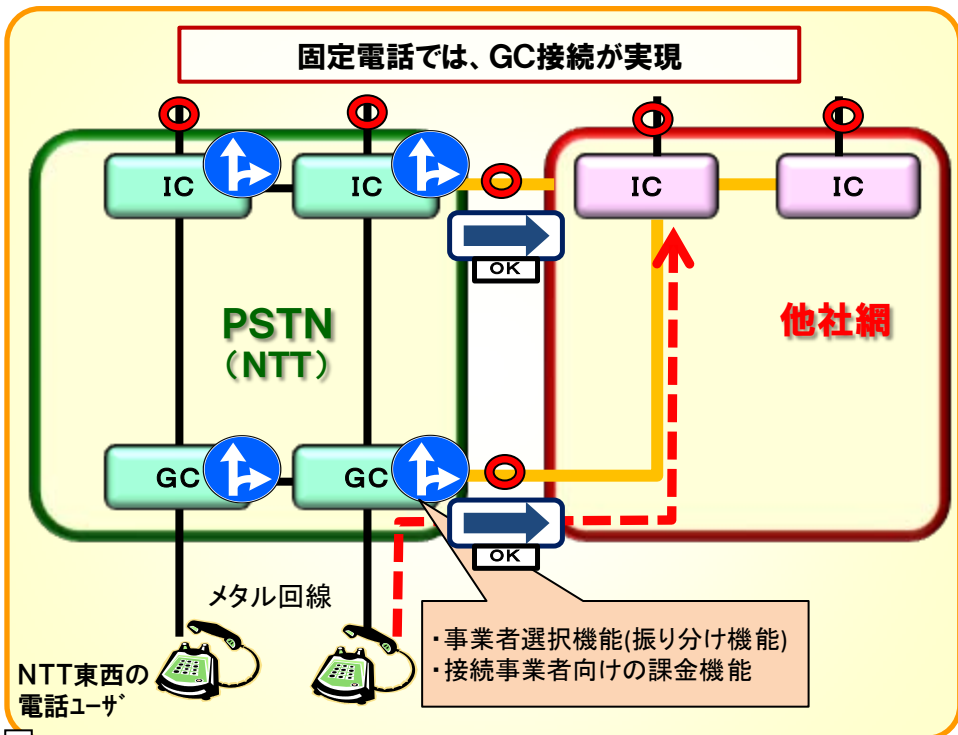 固定電話では、GC接続が実現
IC
IC
IC
IC
OK
PSTN
（NTT）
他社網
GC
GC
OK
メタル回線
・事業者選択機能(振り分け機能)
・接続事業者向けの課金機能
NTT東西の
電話ﾕｰｻﾞ